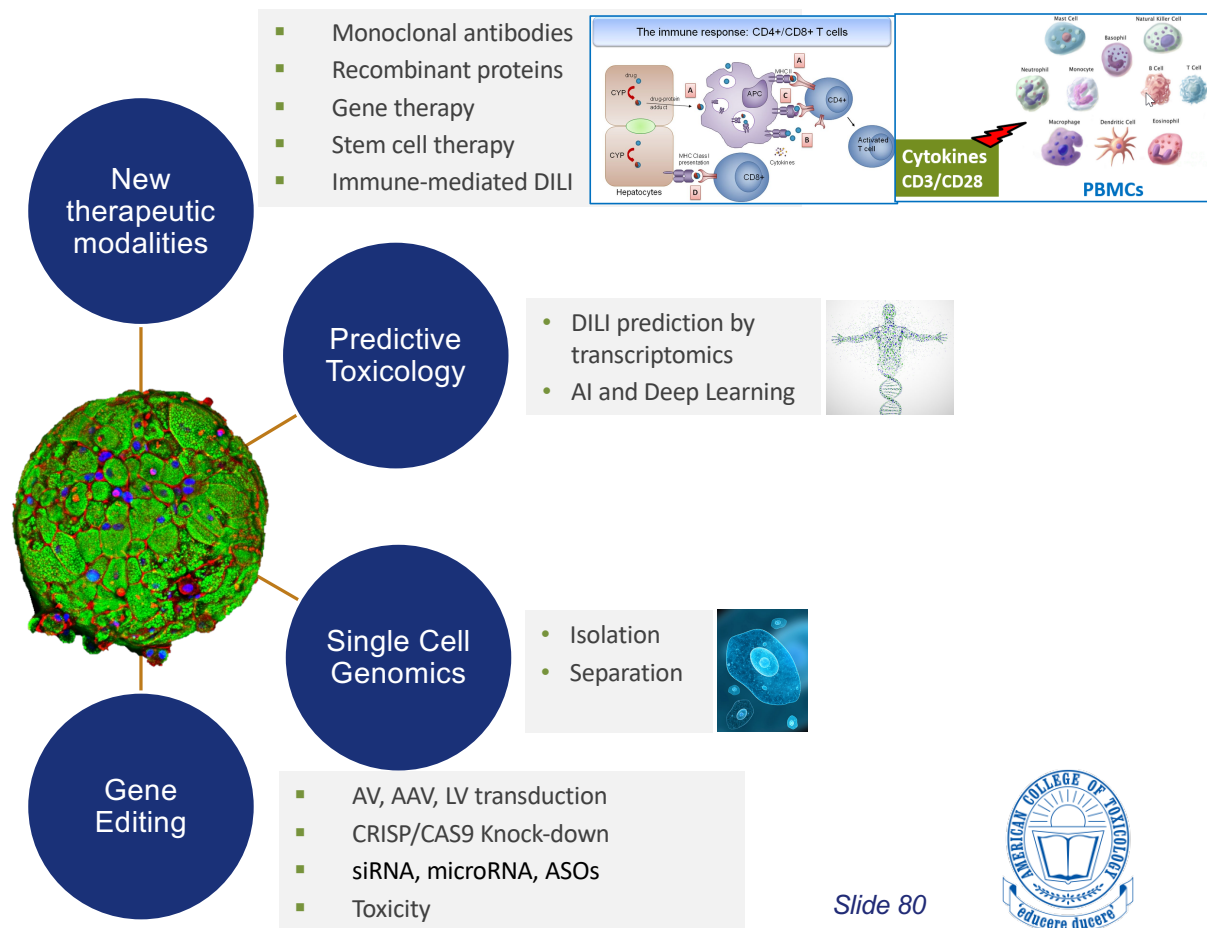 New
therapeutic
modalities
Monoclonal antibodies
Recombinant proteins
Gene therapy
Stem cell therapy
Immune-mediated DILI
The immune response: CD4+/CD8+ T cells
drug
CYP
drug-protein
adduct
CYP
Hepatocytes
A
APC
MHC II
A
C
B
CD4+
Activated
T cell
Cytokines
MHC Class I
presentation
CD8+
D
Cytokines
CD3/CD28
Mast Cell
Natural Killer Cell
Basophil
Neutrophil
Monocyte
B Cell
T Cell
Macrophage
Dendritic Cell
Eosinophil
PBMCs
Predictive
Toxicology
DILI prediction by
transcriptomics
AI and Deep Learning
Single Cell
Genomics
Isolation
Separation
Gene
Editing
AV, AAV, LV transduction
CRISP/CAS9 Knock-down
siRNA, microRNA, ASOs
Toxicity
Slide 80
AMERICAN COLLEGE OF TOXICOLOGY
'educere ducere'